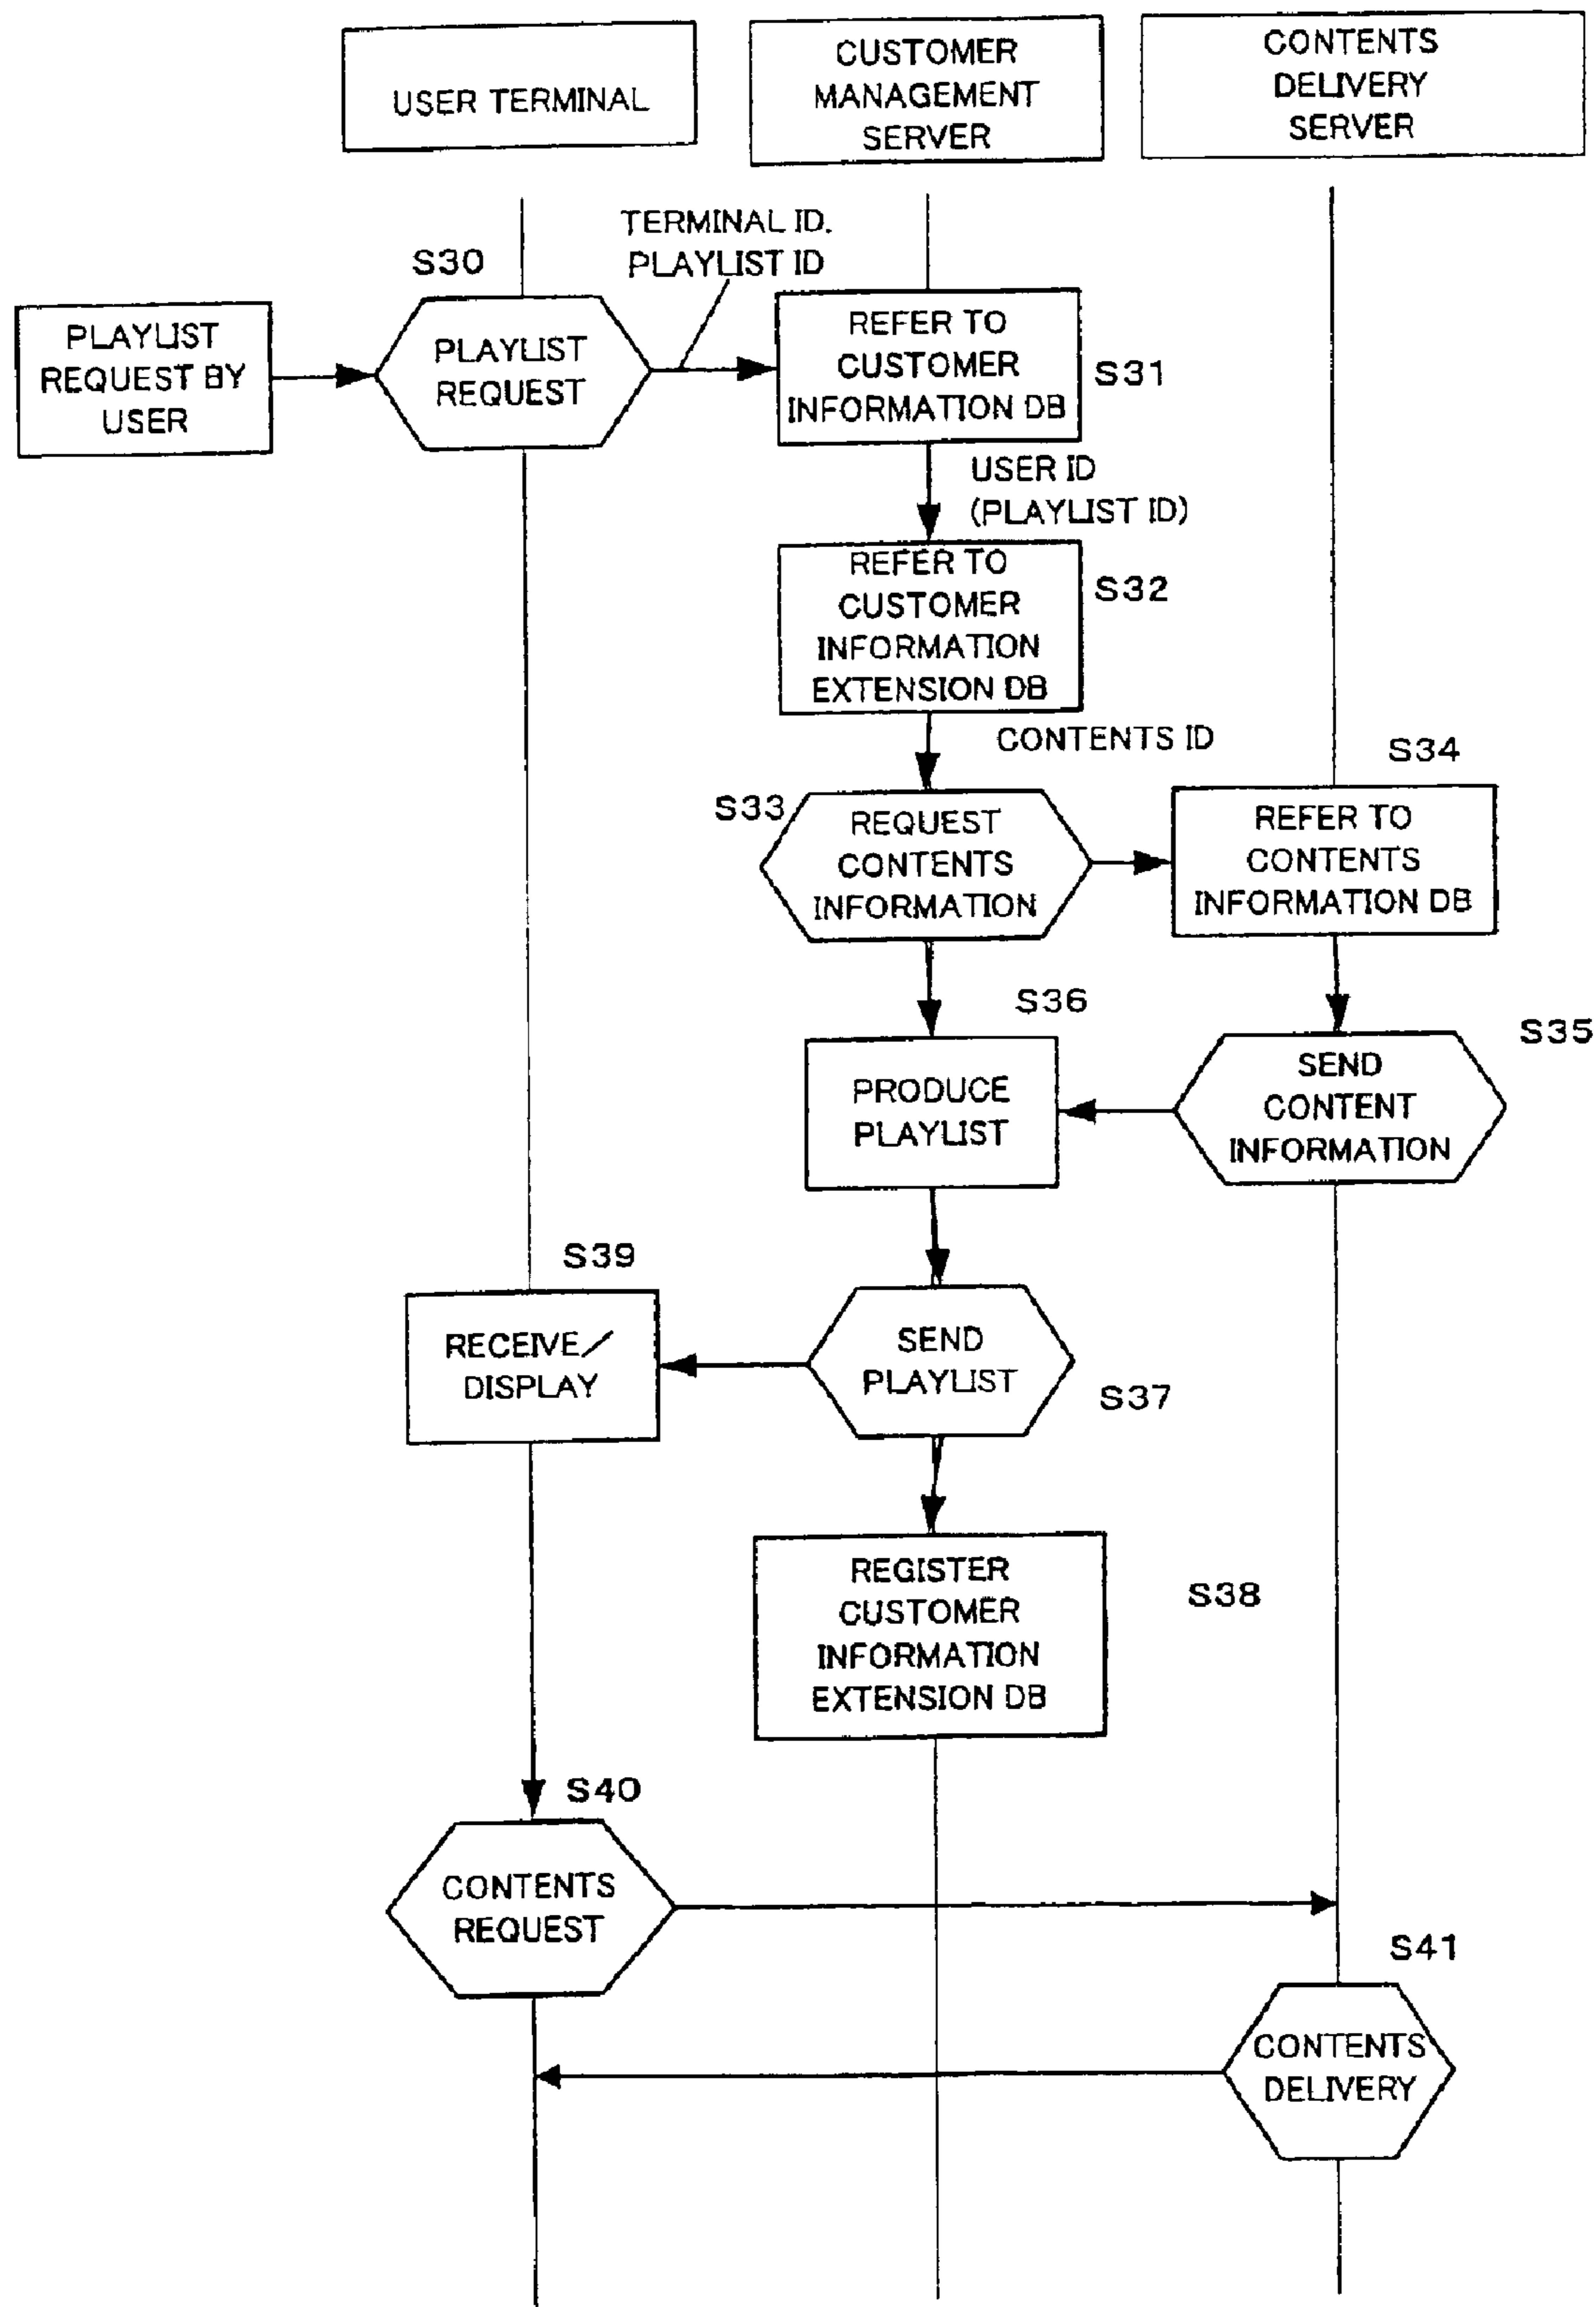 USER TERMINAL
CUSTOMER
MANAGEMENT
SERVER
CONTENTS
DELIVERY
SERVER
TERMINAL ID.
PLAYLIST ID
S30
PLAYLIST
REQUEST BY
USER
PLAYLIST
REQUEST
REFER TO
CUSTOMER
INFORMATION DB
S31
USER ID
(PLAYLIST ID)
REFER TO
CUSTOMER
INFORMATION
EXTENSION DB
S32
CONTENTS ID
S33
REQUEST
CONTENTS
INFORMATION
S34
REFER TO
CONTENTS
INFORMATION DB
S36
PRODUCE
PLAYLIST
S35
SEND
CONTENT
INFORMATION
S39
RECEIVE/
DISPLAY
SEND
PLAYLIST
S37
REGISTER
CUSTOMER
INFORMATION
EXTENSION DB
S38
S40
CONTENTS
REQUEST
S41
CONTENTS
DELIVERY